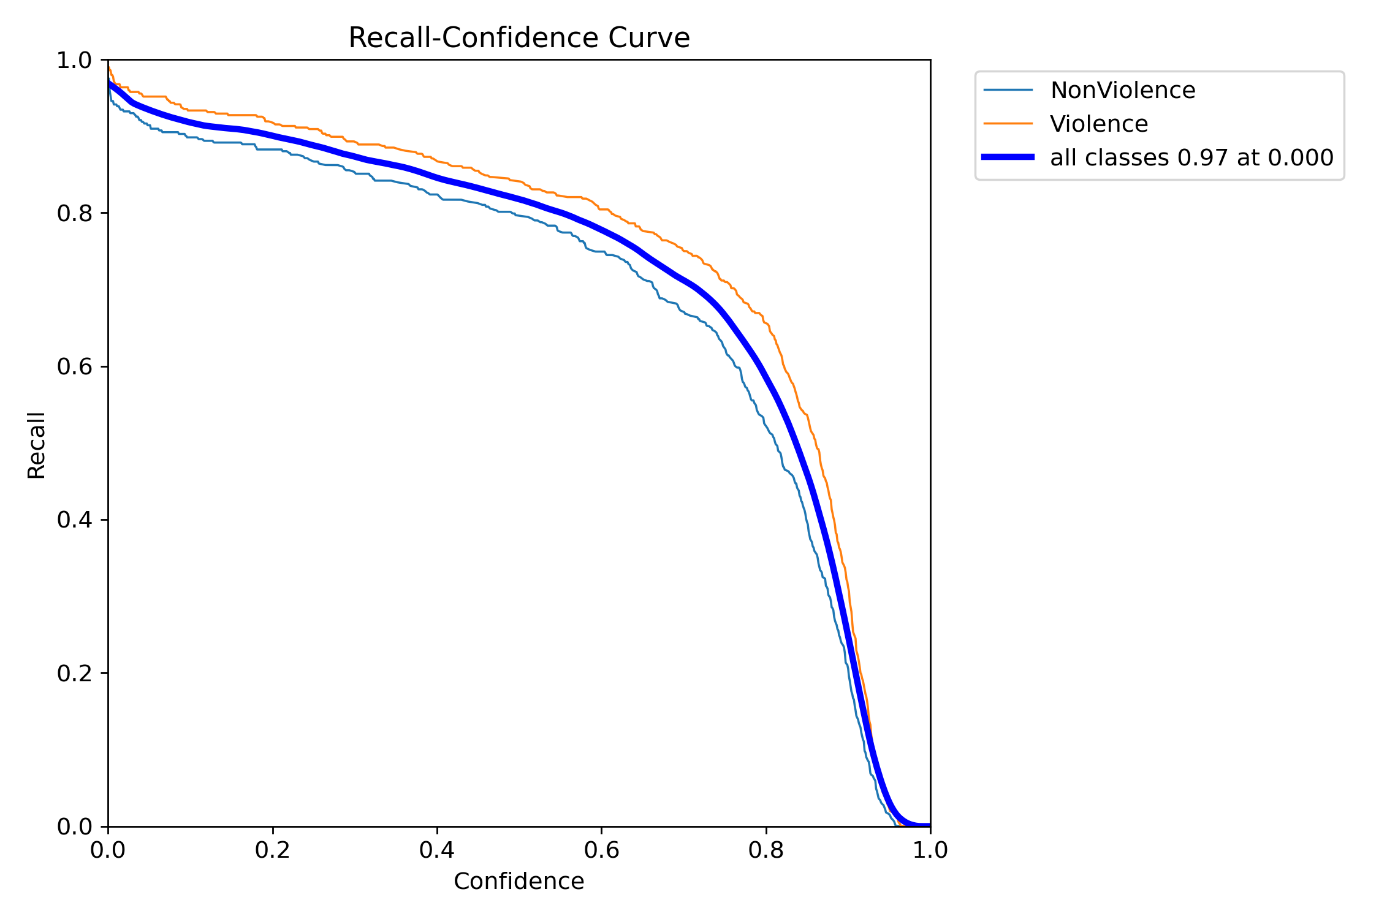 Recall-Confidence Curve
NonViolence
Violence
all classes 0.97 at 0.000
Recall
1.0
0.8
0.6
0.4
0.2
0.0
0.0 0.2 0.4 0.6 0.8 1.0
Confidence